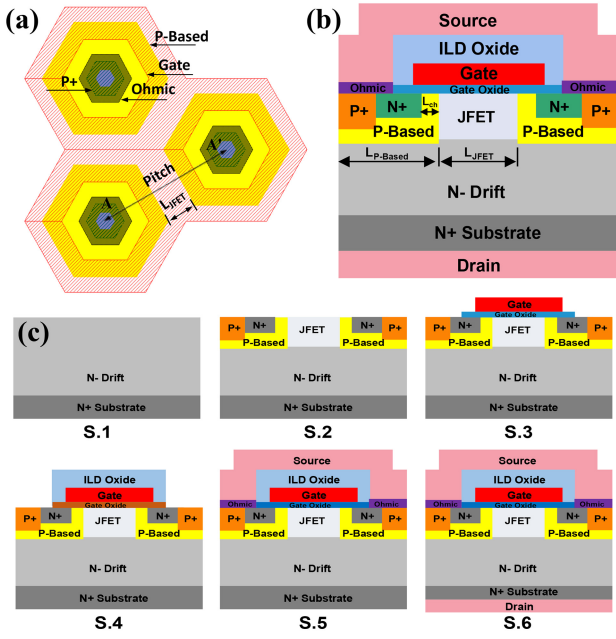 (a)
P-Based
Gate
P+
Ohmic
A'
Pitch
A
L_JFET
(b)
Source
ILD Oxide
Gate
Ohmic
Gate Oxide
Ohmic
P+
N+
L_ch
JFET
N+
P+
P-Based
P-Based
L_P-Based
L_JFET
N- Drift
N+ Substrate
Drain
(c)
N- Drift
N+ Substrate
S.1
P+
N+
JFET
N+
P+
P-Based
P-Based
N- Drift
N+ Substrate
S.2
Gate
Gate Oxide
P+
N+
JFET
N+
P+
P-Based
P-Based
N- Drift
N+ Substrate
S.3
ILD Oxide
Gate
Gate Oxide
P+
N+
JFET
N+
P+
P-Based
P-Based
N- Drift
N+ Substrate
S.4
Source
ILD Oxide
Gate
Ohmic
Gate Oxide
Ohmic
P+
N+
JFET
N+
P+
P-Based
P-Based
N- Drift
N+ Substrate
S.5
Source
ILD Oxide
Gate
Ohmic
Gate Oxide
Ohmic
P+
N+
JFET
N+
P+
P-Based
P-Based
N- Drift
N+ Substrate
Drain
S.6